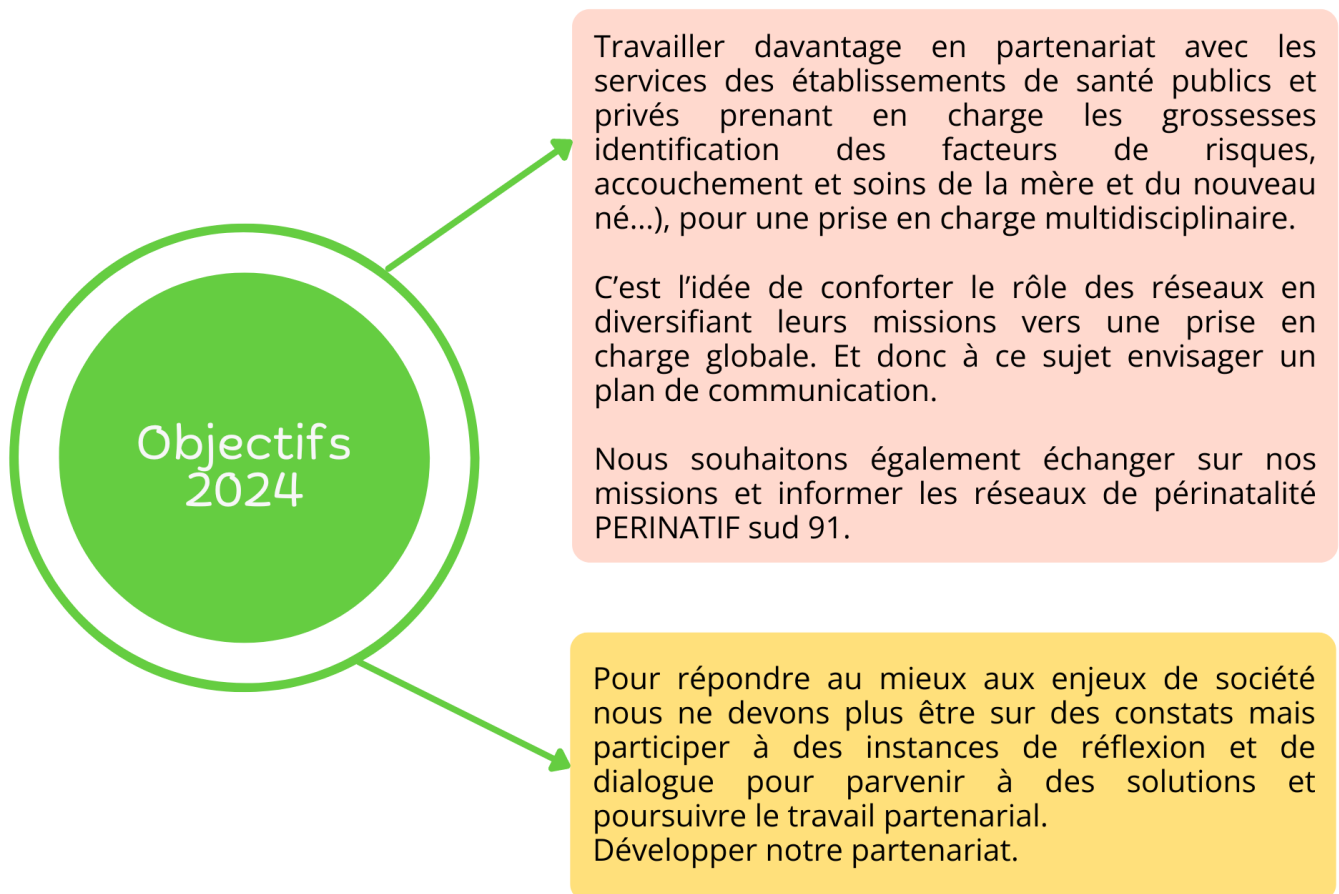 Objectifs
2024
Travailler davantage en partenariat avec les
services des établissements de santé publics et
privés prenant en charge les grossesses
identification des facteurs de risques,
accouchement et soins de la mère et du nouveau
né...), pour une prise en charge multidisciplinaire.
C'est l'idée de conforter le rôle des réseaux en
diversifiant leurs missions vers une prise en
charge globale. Et donc à ce sujet envisager un
plan de communication.
Nous souhaitons également échanger sur nos
missions et informer les réseaux de périnatalité
PERINATIF sud 91.
Pour répondre au mieux aux enjeux de société
nous ne devons plus être sur des constats mais
participer à des instances de réflexion et de
dialogue pour parvenir à des solutions et
poursuivre le travail partenarial.
Développer notre partenariat.